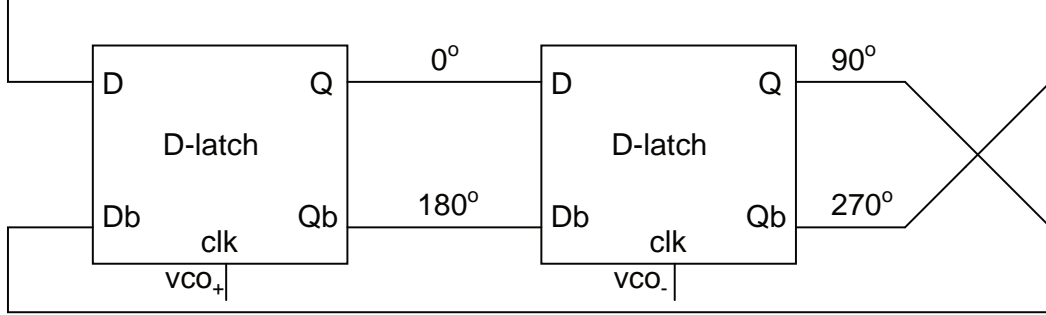 0° 90°
D Q D Q
D-latch D-latch
180° 270°
Db Qb Db Qb
clk clk
vco+ vco-